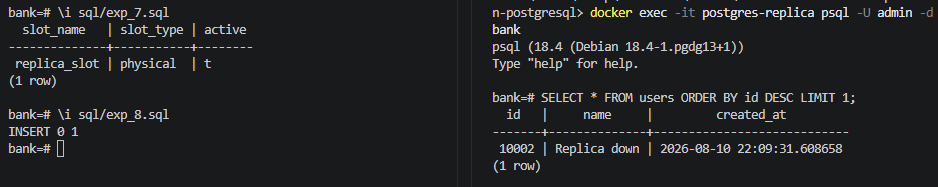 bank=# \i sql/exp_7.sql
  slot_name   | slot_type | active
--------------+-----------+--------
 replica_slot | physical  | t
(1 row)

bank=# \i sql/exp_8.sql
INSERT 0 1
bank=#
n-postgresql> docker exec -it postgres-replica psql -U admin -d
bank
psql (18.4 (Debian 18.4-1.pgdg13+1))
Type "help" for help.

bank=# SELECT * FROM users ORDER BY id DESC LIMIT 1;
  id   |     name     |         created_at
-------+--------------+----------------------------
 10002 | Replica down | 2026-08-10 22:09:31.608658
(1 row)